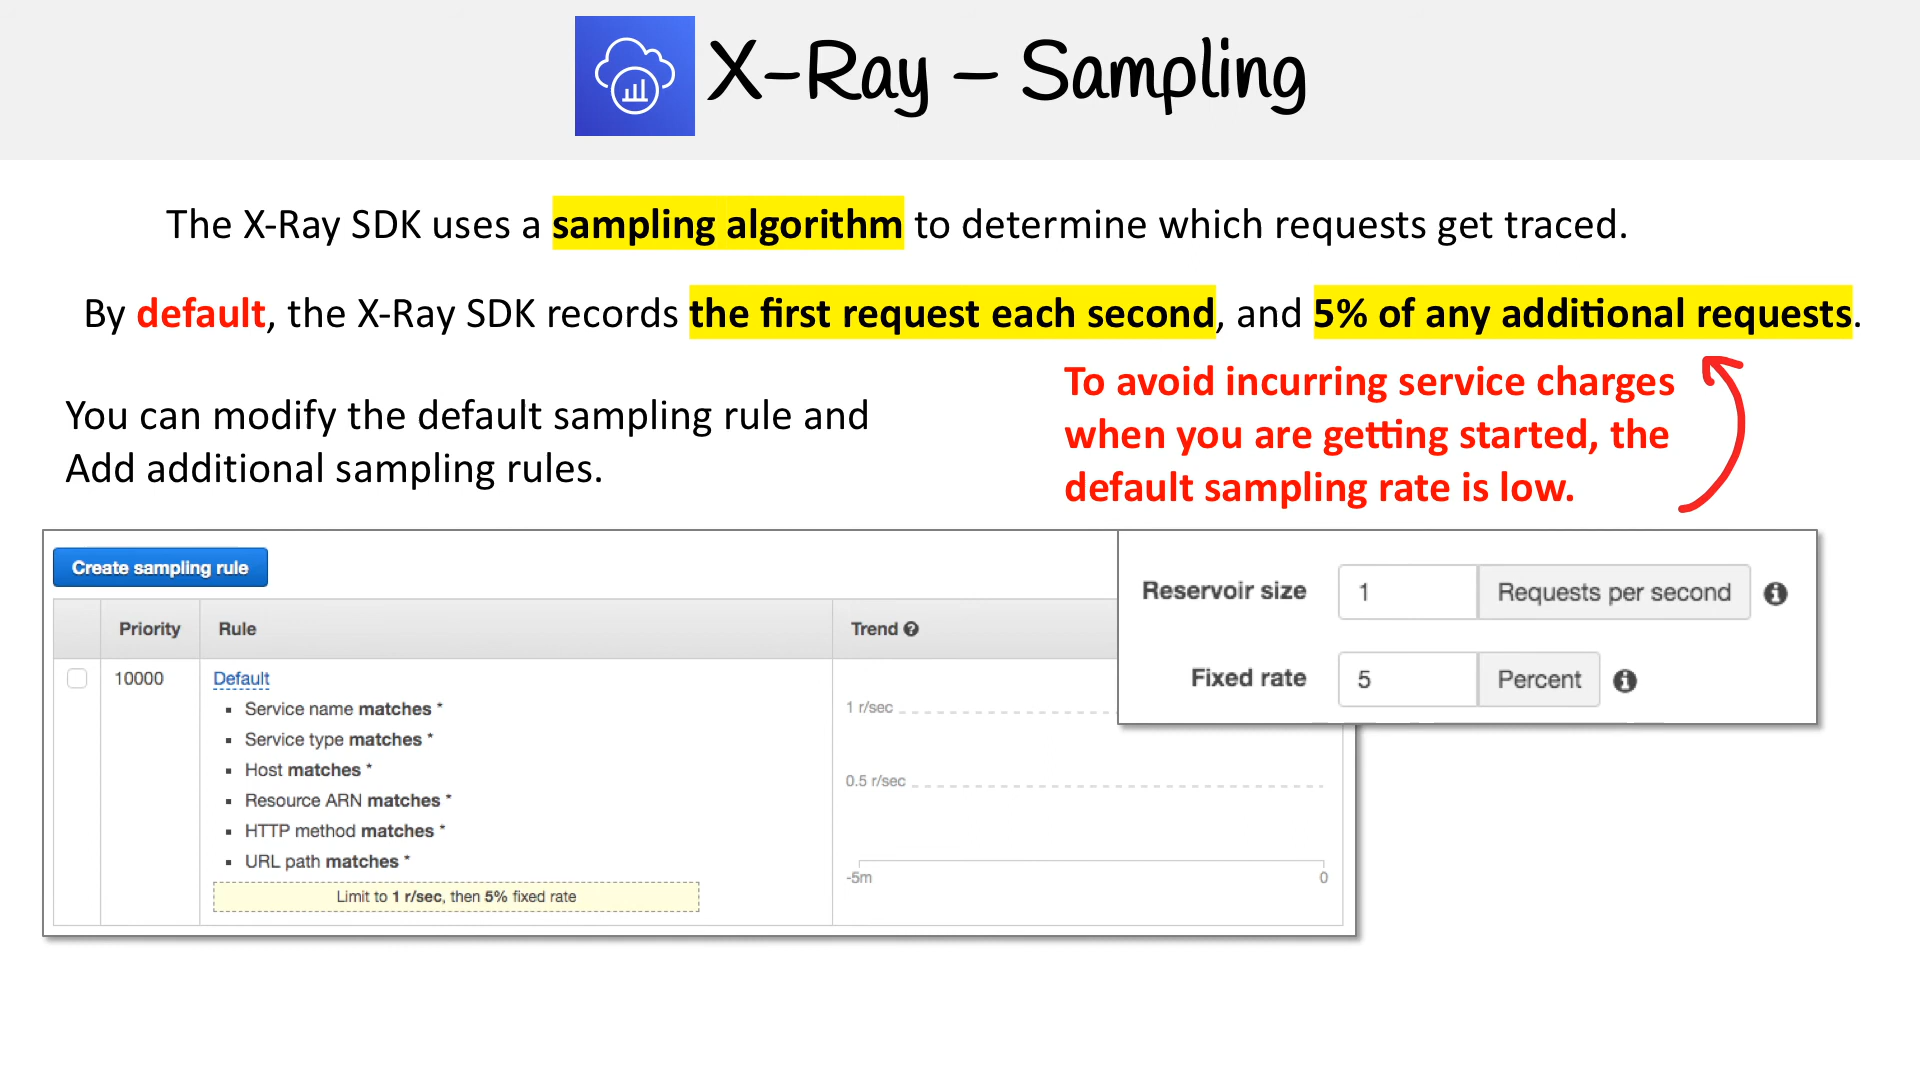 X-Ray – Sampling
The X-Ray SDK uses a sampling algorithm to determine which requests get traced.
By default, the X-Ray SDK records the first request each second, and 5% of any additional requests.
To avoid incurring service charges
when you are getting started, the
default sampling rate is low.
You can modify the default sampling rule and
Add additional sampling rules.
Create sampling rule
Priority Rule Trend
10000 Default
Service name matches *
Service type matches *
Host matches *
Resource ARN matches *
HTTP method matches *
URL path matches *
Limit to 1 r/sec, then 5% fixed rate
1 r/sec
0.5 r/sec
-5m 0
Reservoir size 1 Requests per second
Fixed rate 5 Percent